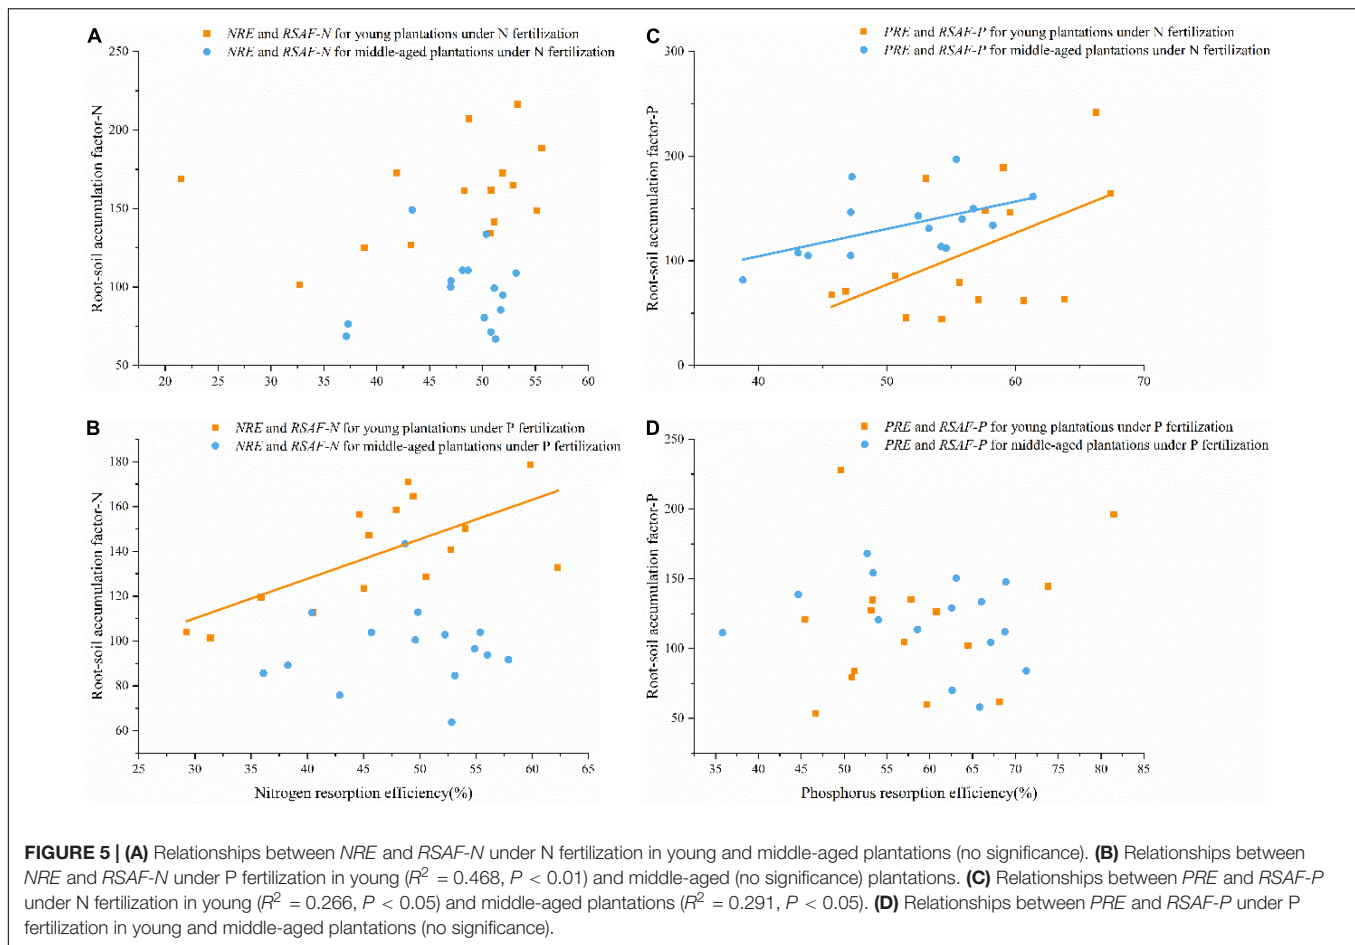 A
NRE and RSAF-N for young plantations under N fertilization
NRE and RSAF-N for middle-aged plantations under N fertilization
250
200
150
100
50
Root-soil accumulation factor-N
20 25 30 35 40 45 50 55 60
C
PRE and RSAF-P for young plantations under N fertilization
PRE and RSAF-P for middle-aged plantations under N fertilization
300
200
100
0
Root-soil accumulation factor-P
40 50 60 70
B
NRE and RSAF-N for young plantations under P fertilization
NRE and RSAF-N for middle-aged plantations under P fertilization
180
160
140
120
100
80
60
Root-soil accumulation factor-N
25 30 35 40 45 50 55 60 65
Nitrogen resorption efficiency(%)
D
PRE and RSAF-P for young plantations under P fertilization
PRE and RSAF-P for middle-aged plantations under P fertilization
250
200
150
100
50
Root-soil accumulation factor-P
35 40 45 50 55 60 65 70 75 80 85
Phosphorus resorption efficiency(%)
FIGURE 5 | (A) Relationships between NRE and RSAF-N under N fertilization in young and middle-aged plantations (no significance). (B) Relationships between
NRE and RSAF-N under P fertilization in young (R² = 0.468, P < 0.01) and middle-aged (no significance) plantations. (C) Relationships between PRE and RSAF-P
under N fertilization in young (R² = 0.266, P < 0.05) and middle-aged plantations (R² = 0.291, P < 0.05). (D) Relationships between PRE and RSAF-P under P
fertilization in young and middle-aged plantations (no significance).